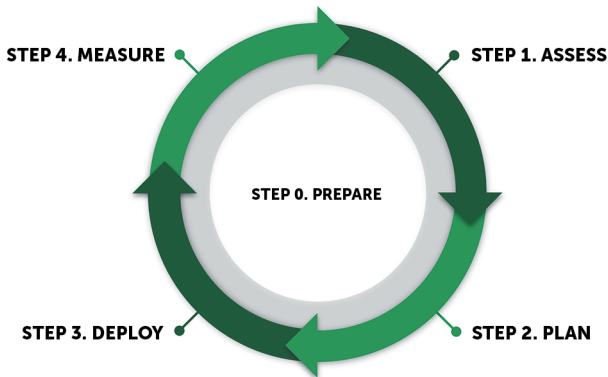 STEP 4. MEASURE
STEP 1. ASSESS
STEP 0. PREPARE
STEP 3. DEPLOY
STEP 2. PLAN